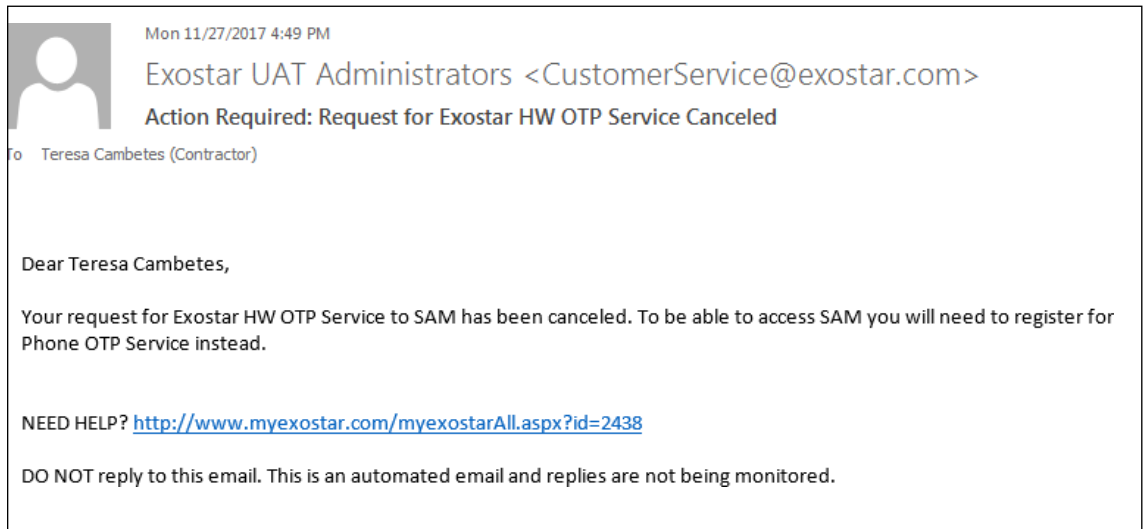 Mon 11/27/2017 4:49 PM
Exostar UAT Administrators <CustomerService@exostar.com>
Action Required: Request for Exostar HW OTP Service Canceled
To Teresa Cambetes (Contractor)
Dear Teresa Cambetes,
Your request for Exostar HW OTP Service to SAM has been canceled. To be able to access SAM you will need to register for
Phone OTP Service instead.
NEED HELP? http://www.myexostar.com/myexostarAll.aspx?id=2438
DO NOT reply to this email. This is an automated email and replies are not being monitored.